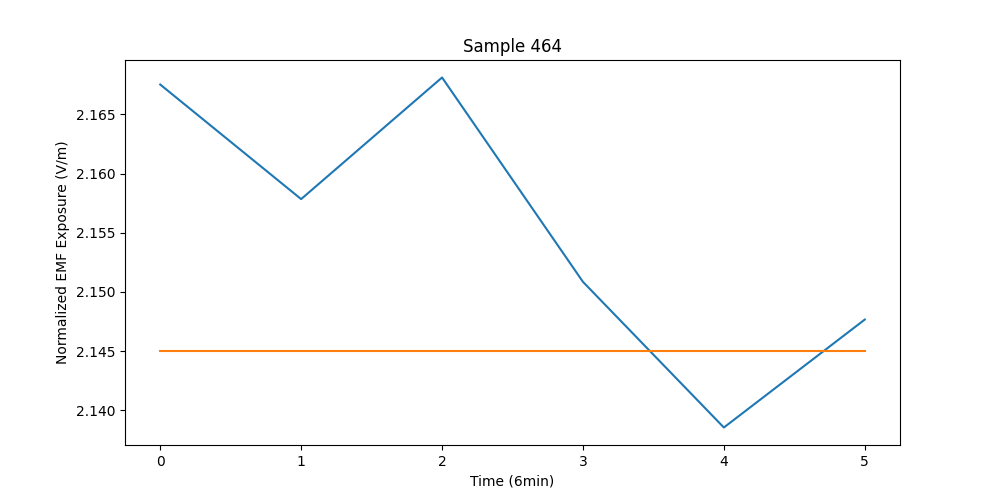 Sample 464
Normalized EMF Exposure (V/m)
2.165
2.160
2.155
2.150
2.145
2.140
0 1 2 3 4 5
Time (6min)